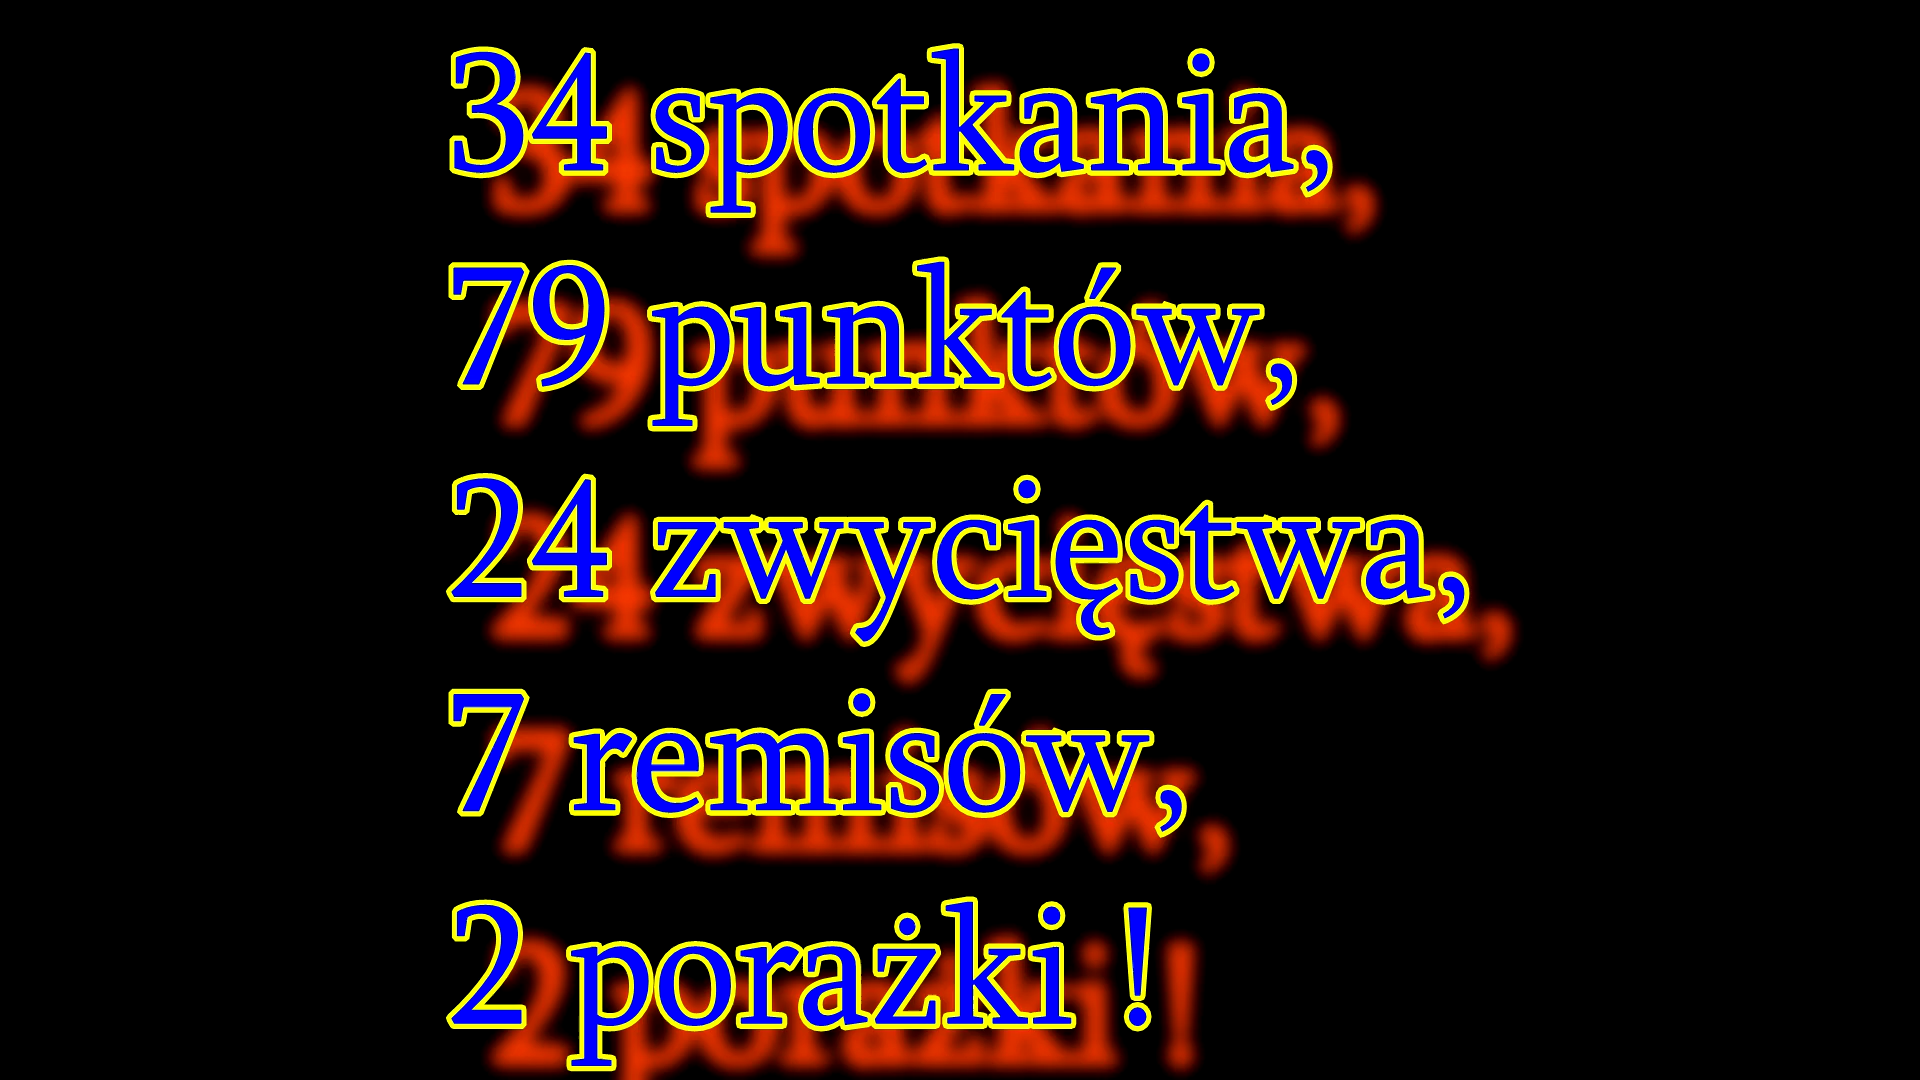 34 spotkania,
79 punktów,
24 zwycięstwa,
7 remisów,
2 porażki !